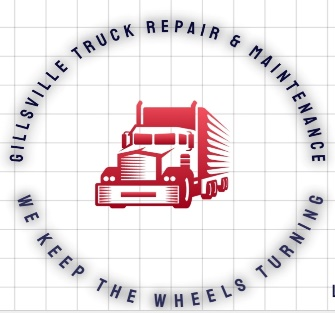 GILLSVILLE TRUCK REPAIR & MAINTENANCE
WE KEEP THE WHEELS TURNING